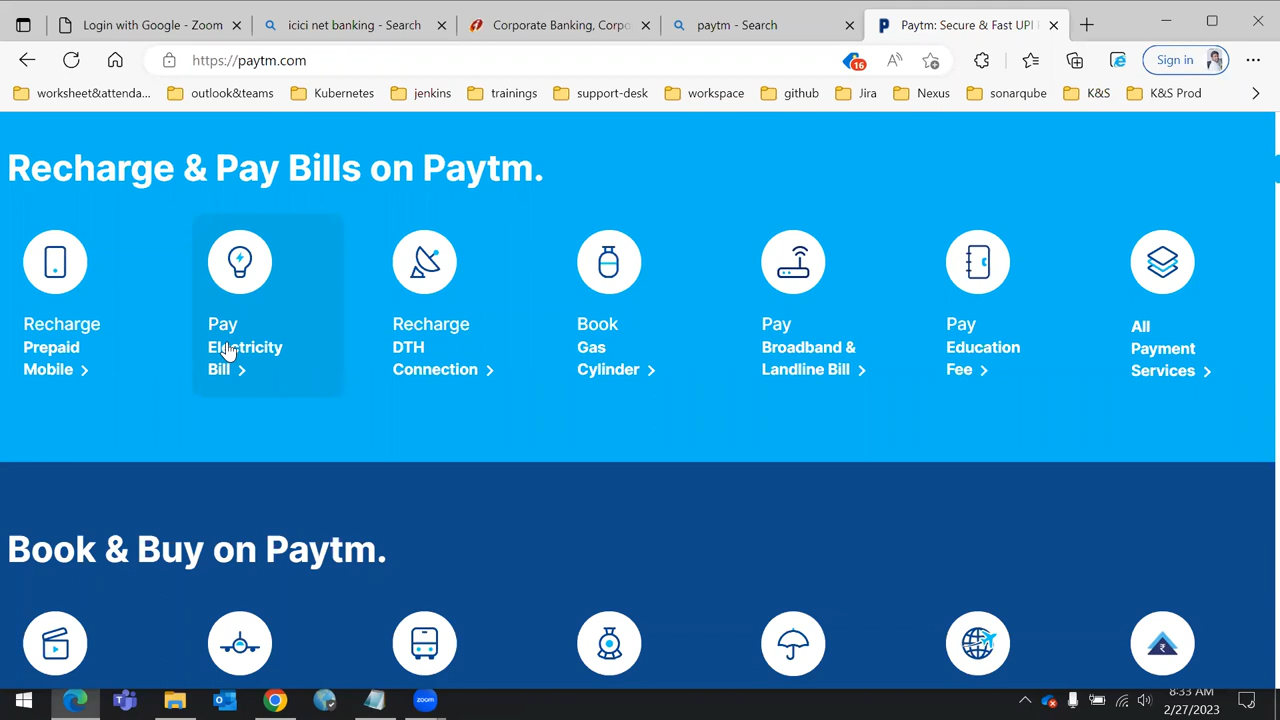 Login with Google - Zoom
icici net banking - Search
Corporate Banking, Corpo
paytm - Search
Paytm: Secure & Fast UPI
https://paytm.com
16
Sign in
worksheet&attenda...
outlook&teams
Kubernetes
jenkins
trainings
support-desk
workspace
github
Jira
Nexus
sonarqube
K&S
K&S Prod
Recharge & Pay Bills on Paytm.
Recharge
Prepaid
Mobile
Pay
Electricity
Bill
Recharge
DTH
Connection
Book
Gas
Cylinder
Pay
Broadband &
Landline Bill
Pay
Education
Fee
All
Payment
Services
Book & Buy on Paytm.
₹
zoom
8:33 AM
2/27/2023